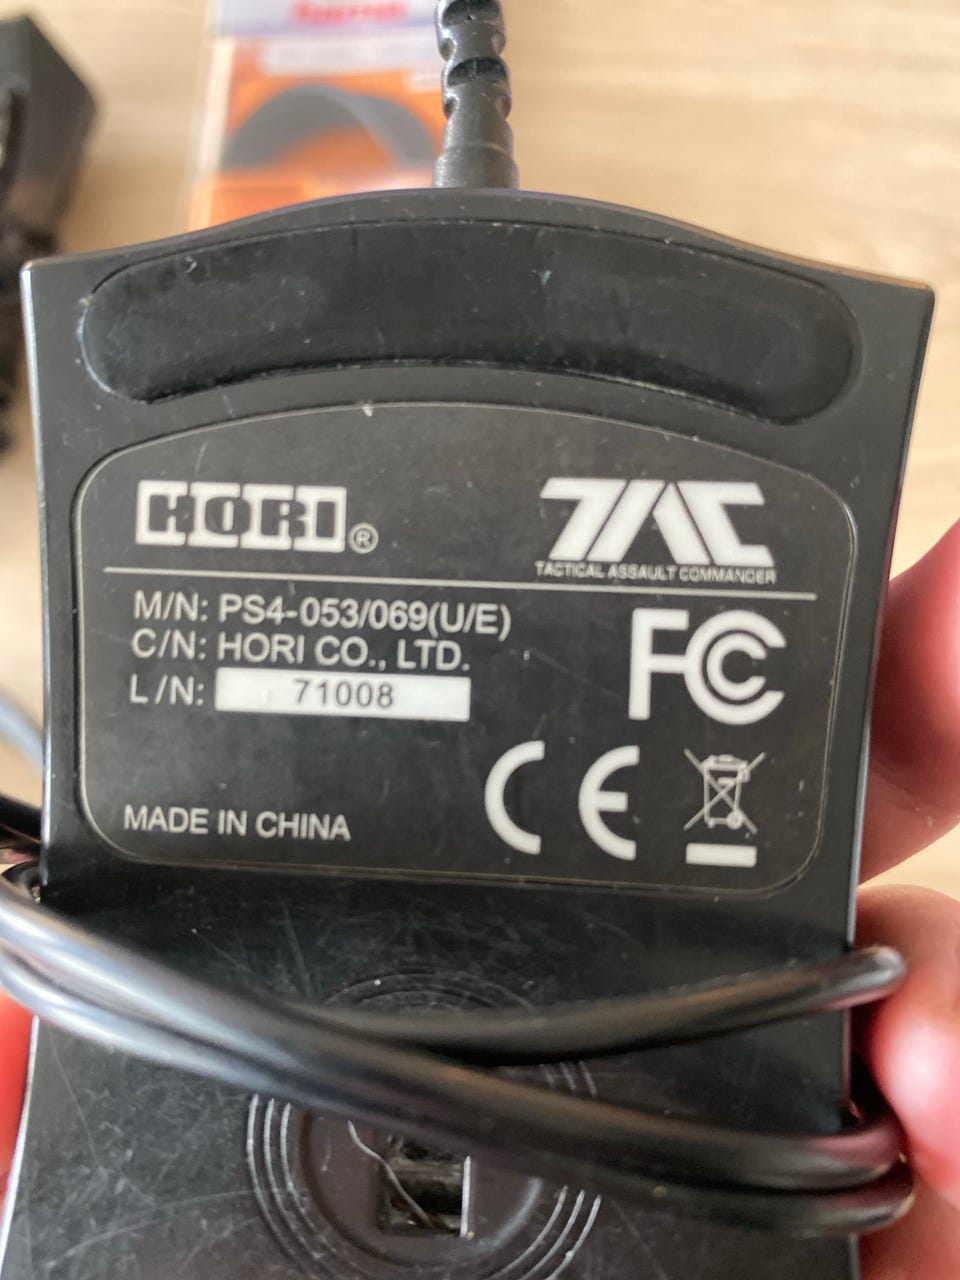 HORI®
TAC
TACTICAL ASSAULT COMMANDER
M/N: PS4-053/069(U/E)
C/N: HORI CO., LTD.
L/N: 71008
FC
CE
MADE IN CHINA